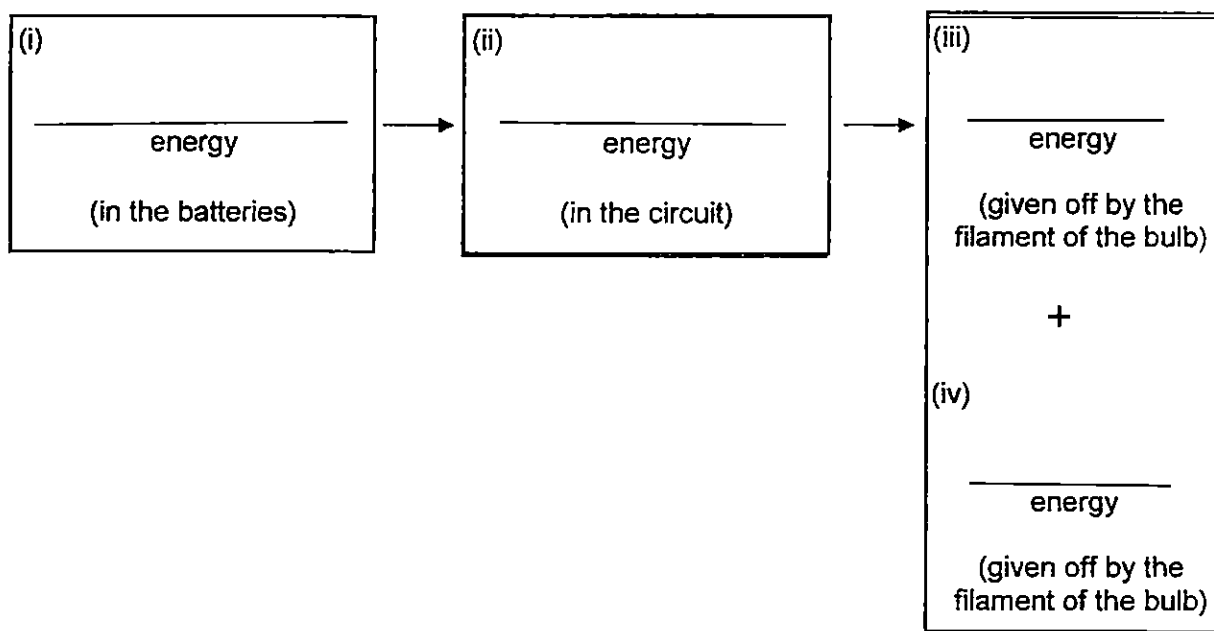 (i)
energy
(in the batteries)
(ii)
energy
(in the circuit)
(iii)
energy
(given off by the
filament of the bulb)
+
(iv)
energy
(given off by the
filament of the bulb)